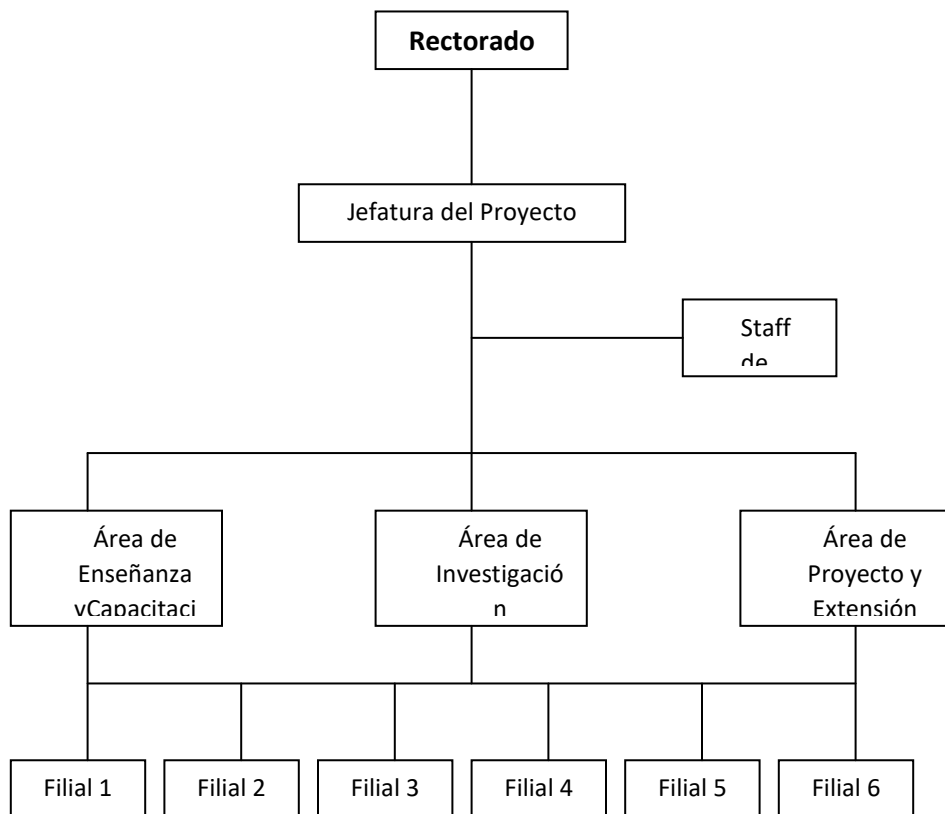 Rectorado
Jefatura del Proyecto
Staff
de
Área de
Enseñanza
yCapacitaci
Área de
Investigació
n
Área de
Proyecto y
Extensión
Filial 1
Filial 2
Filial 3
Filial 4
Filial 5
Filial 6